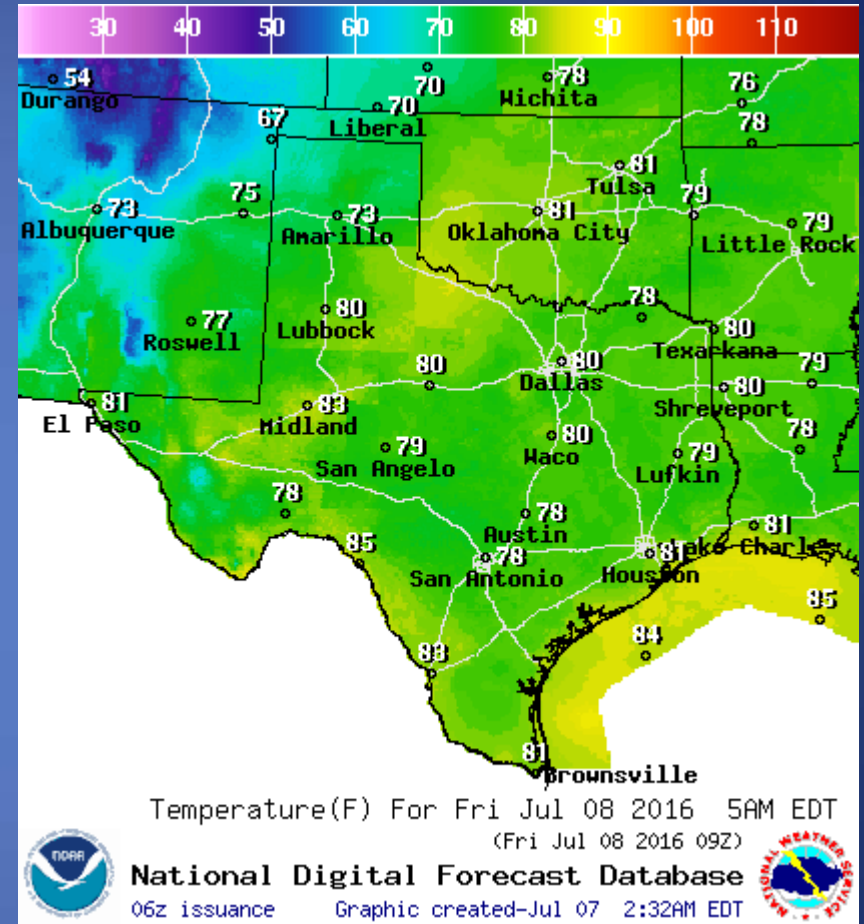 30 40 50 60 70 80 90 100 110
54
Durango
70
78
Wichita
76
67
70
Liberal
78
81
Tulsa
73
Albuquerque
75
73
Amarillo
81
Oklahoma City
79
79
Little Rock
77
Roswell
80
Lubbock
78
80
Texarkana
81
El Paso
83
Midland
80
80
Dallas
80
Shreveport
79
79
San Angelo
80
Waco
79
Lufkin
78
78
85
78
San Antonio
78
Austin
81
Houston
81
Lake Charles
83
84
85
81
Brownsville
Temperature(F) For Fri Jul 08 2016 5AM EDT
(Fri Jul 08 2016 09Z)
National Digital Forecast Database
06z issuance Graphic created-Jul 07 2:32AM EDT
NOAA
NATIONAL WEATHER SERVICE